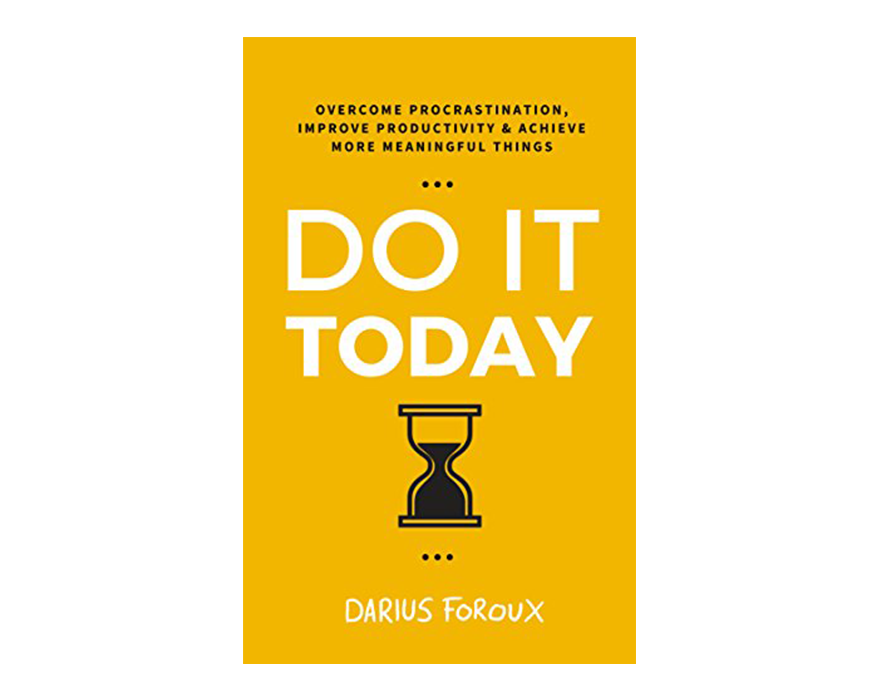 OVERCOME PROCRASTINATION,
IMPROVE PRODUCTIVITY & ACHIEVE
MORE MEANINGFUL THINGS
DO IT
TODAY
DARIUS FOROUX